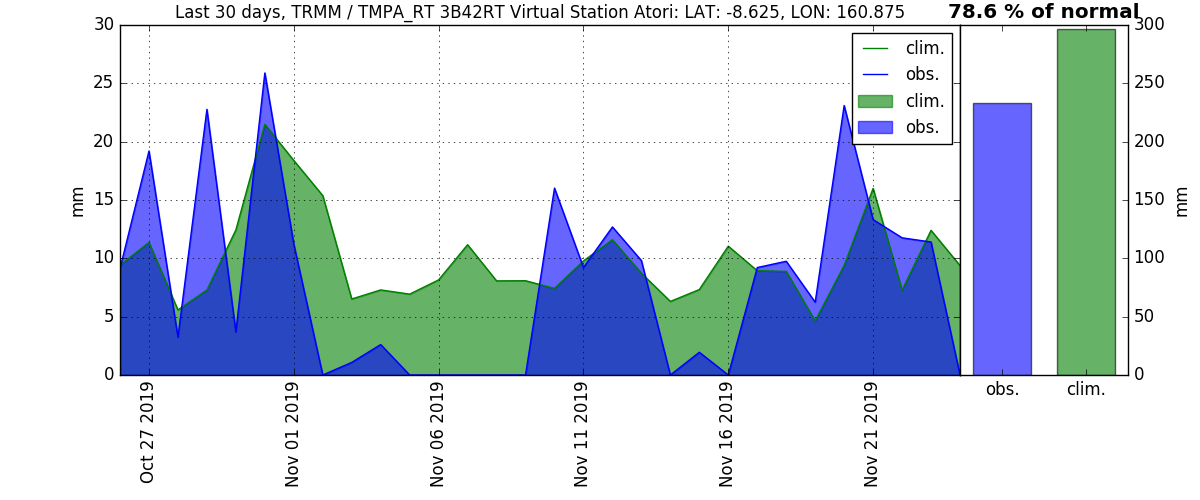 Last 30 days, TRMM / TMPA_RT 3B42RT Virtual Station Atori: LAT: -8.625, LON: 160.875
78.6 % of normal
30
25
20
15
10
5
0
mm
clim.
obs.
clim.
obs.
300
250
200
150
100
50
0
mm
obs.
clim.
Oct 27 2019
Nov 01 2019
Nov 06 2019
Nov 11 2019
Nov 16 2019
Nov 21 2019